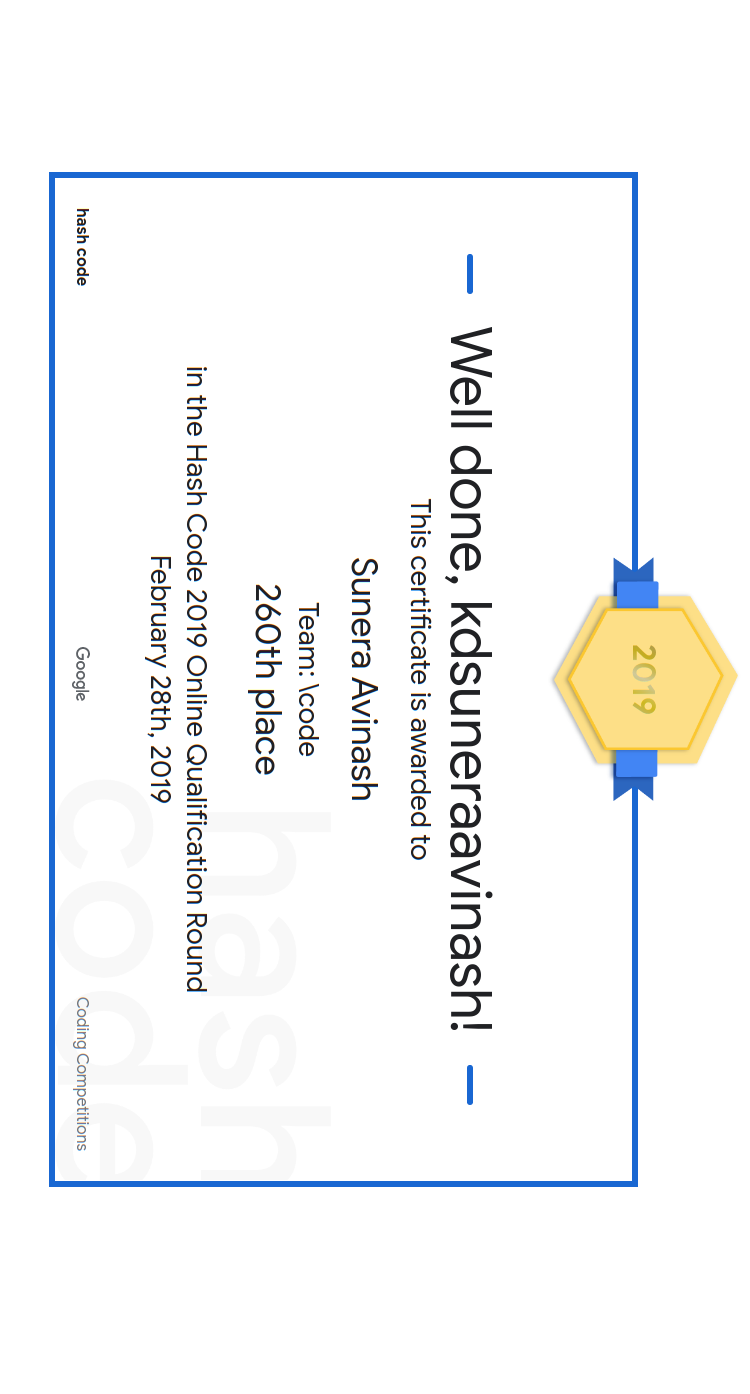 2019
Well done, kdsuneraavinash!
This certificate is awarded to
Sunera Avinash
Team: \code
260th place
in the Hash Code 2019 Online Qualification Round
February 28th, 2019
hash
code
hash code
Google
Coding Competitions